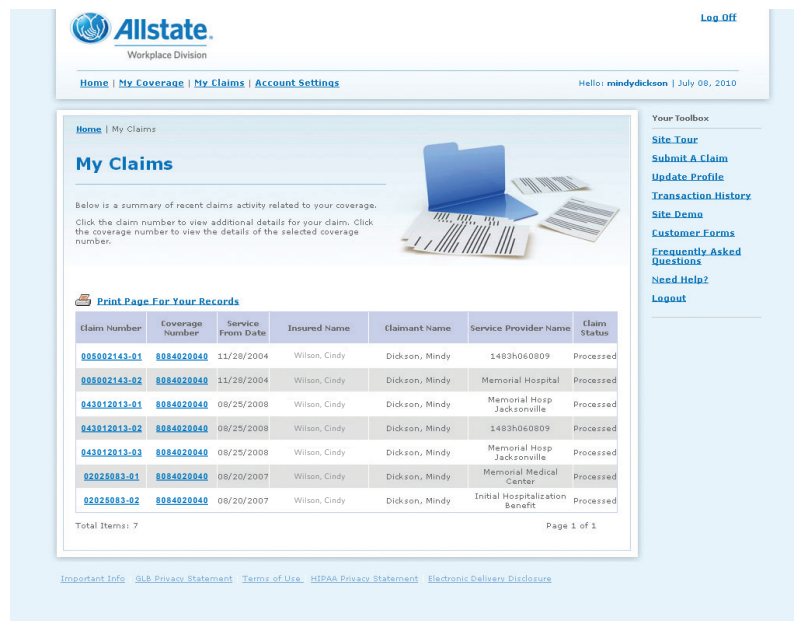 Allstate.
Workplace Division
Log Off
Home | My Coverage | My Claims | Account Settings
Hello: mindydickson | July 08, 2010
Home | My Claims
My Claims
Below is a summary of recent claims activity related to your coverage.
Click the claim number to view additional details for your claim. Click
the coverage number to view the details of the selected coverage
number.
Print Page For Your Records
Claim Number Coverage Number Service From Date Insured Name Claimant Name Service Provider Name Claim Status
005002143-01 8084020040 11/28/2004 Wilson, Cindy Dickson, Mindy 1483h060809 Processed
005002143-02 8084020040 11/28/2004 Wilson, Cindy Dickson, Mindy Memorial Hospital Processed
043012013-01 8084020040 08/25/2008 Wilson, Cindy Dickson, Mindy Memorial Hosp Jacksonville Processed
043012013-02 8084020040 08/25/2008 Wilson, Cindy Dickson, Mindy 1483h060809 Processed
043012013-03 8084020040 08/25/2008 Wilson, Cindy Dickson, Mindy Memorial Hosp Jacksonville Processed
02025083-01 8084020040 08/20/2007 Wilson, Cindy Dickson, Mindy Memorial Medical Center Processed
02025083-02 8084020040 08/20/2007 Wilson, Cindy Dickson, Mindy Initial Hospitalization Benefit Processed
Total Items: 7
Page 1 of 1
Your Toolbox
Site Tour
Submit A Claim
Update Profile
Transaction History
Site Demo
Customer Forms
Frequently Asked
Questions
Need Help?
Logout
Important Info GLB Privacy Statement Terms of Use HIPAA Privacy Statement Electronic Delivery Disclosure